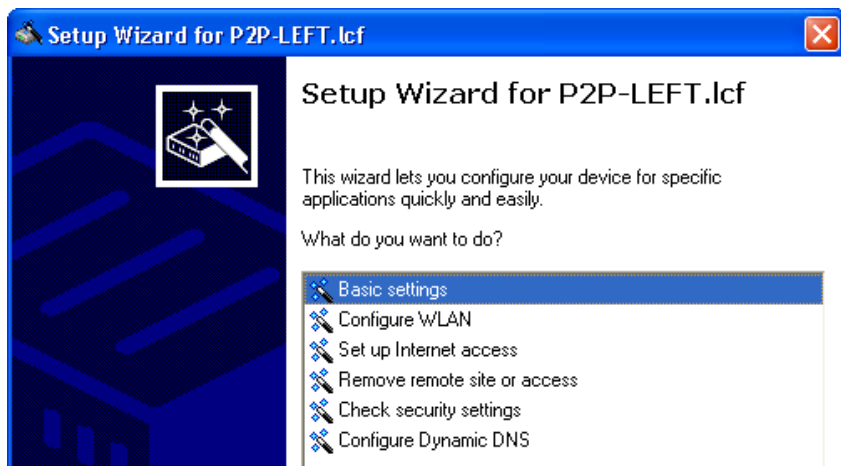 Setup Wizard for P2P-LEFT.lcf
Setup Wizard for P2P-LEFT.lcf
This wizard lets you configure your device for specific
applications quickly and easily.
What do you want to do?
Basic settings
Configure WLAN
Set up Internet access
Remove remote site or access
Check security settings
Configure Dynamic DNS